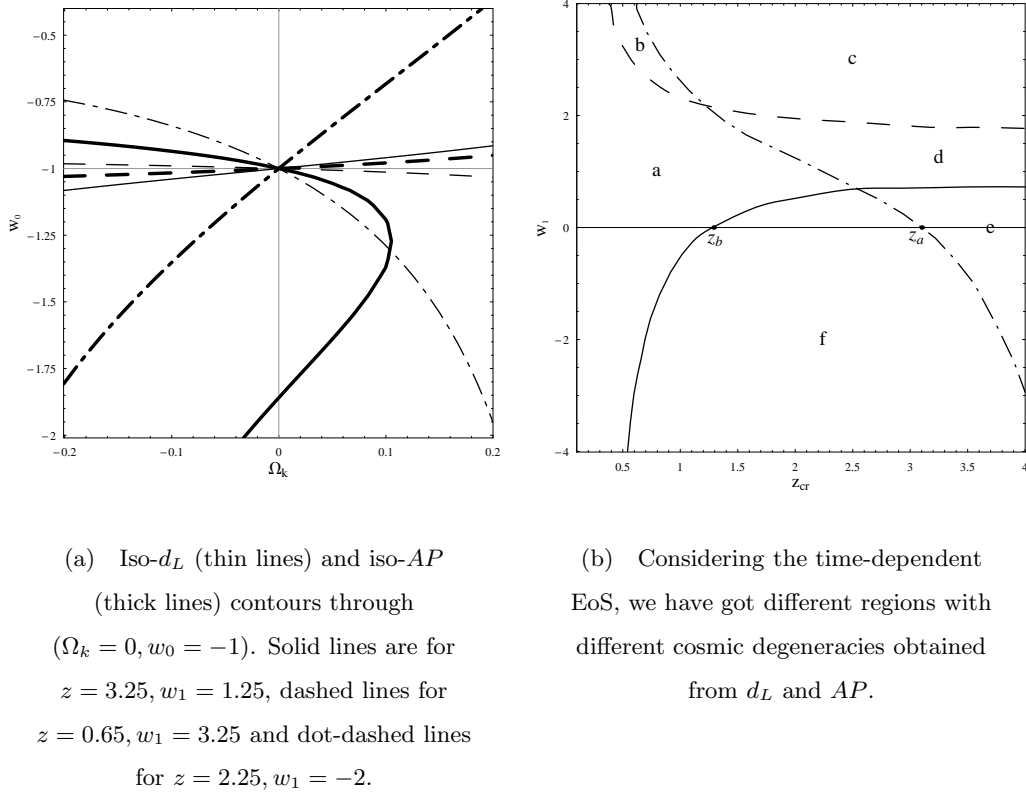 -0.5
-0.75
-1
-1.25
-1.5
-1.75
-2
w₀
-0.2
-0.1
0
0.1
0.2
Ωₖ
4
2
0
-2
-4
w₁
b
c
a
d
e
z_b
z_a
f
0.5
1
1.5
2
2.5
3
3.5
4
z_cr
(a) Iso-d_L (thin lines) and iso-AP
(thick lines) contours through
(Ωₖ = 0, w₀ = −1). Solid lines are for
z = 3.25, w₁ = 1.25, dashed lines for
z = 0.65, w₁ = 3.25 and dot-dashed lines
for z = 2.25, w₁ = −2.
(b) Considering the time-dependent
EoS, we have got different regions with
different cosmic degeneracies obtained
from d_L and AP.